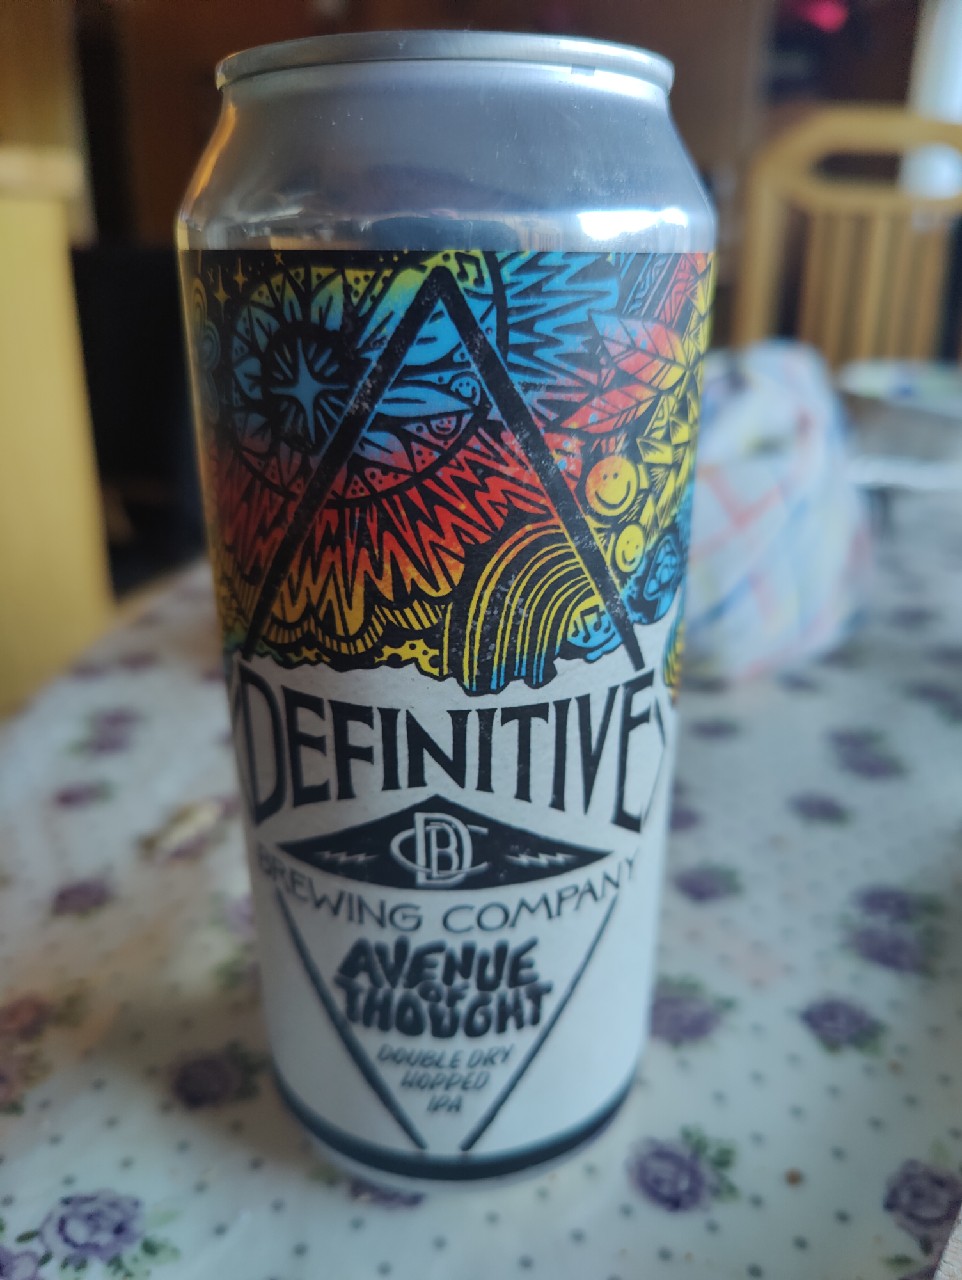 DEFINITIVE
DBC
BREWING COMPANY
AVENUE
OF
THOUGHT
DOUBLE DRY
HOPPED
IPA